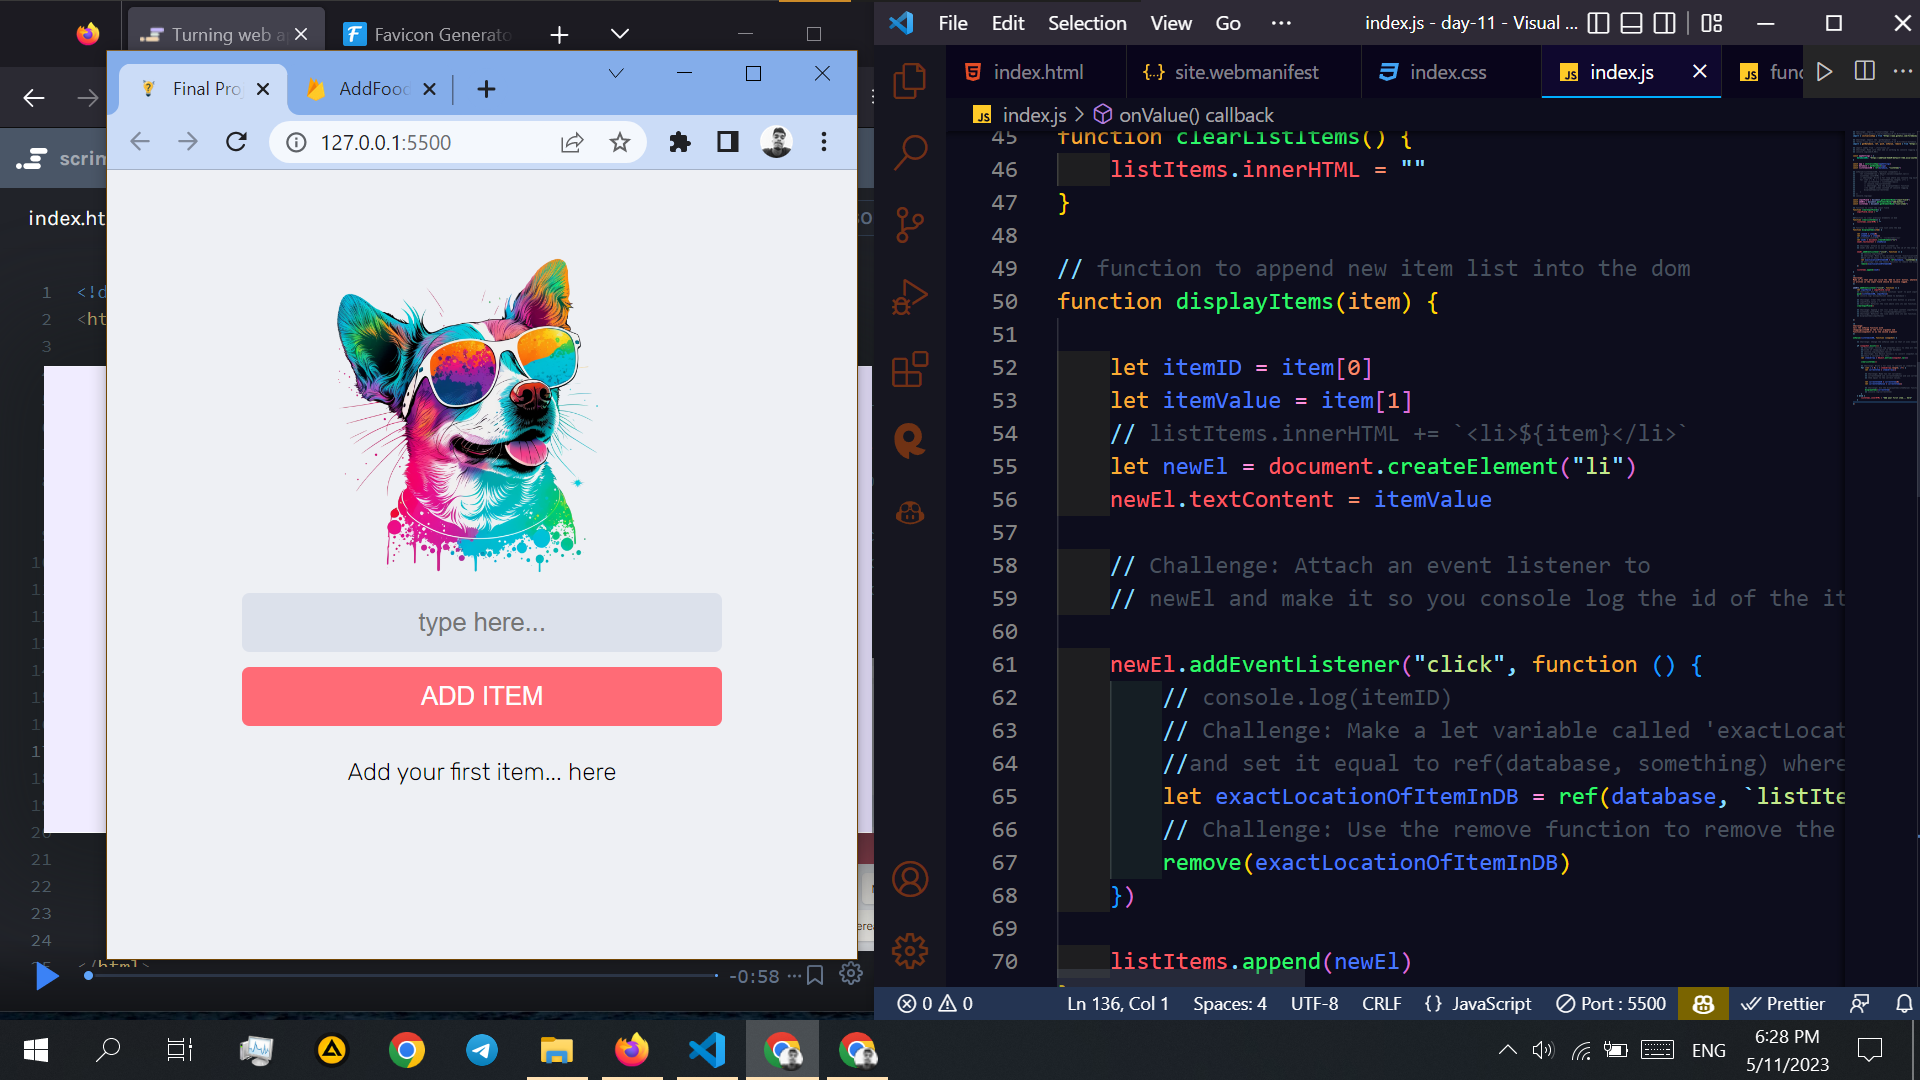 Turning web a
Favicon Generato
Final Pro
AddFood
127.0.0.1:5500
scrim
index.ht
1 <!d
2 <ht
3
type here...
ADD ITEM
Add your first item... here
21
22
23
24
-0:58
File Edit Selection View Go ...
index.js - day-11 - Visual ...
index.html
site.webmanifest
index.css
index.js
func
index.js > onValue() callback
45 function clearListItems() {
46 listItems.innerHTML = ""
47 }
48
49 // function to append new item list into the dom
50 function displayItems(item) {
51
52 let itemID = item[0]
53 let itemValue = item[1]
54 // listItems.innerHTML += `<li>${item}</li>`
55 let newEl = document.createElement("li")
56 newEl.textContent = itemValue
57
58 // Challenge: Attach an event listener to
59 // newEl and make it so you console log the id of the it
60
61 newEl.addEventListener("click", function () {
62 // console.log(itemID)
63 // Challenge: Make a let variable called 'exactLocat
64 //and set it equal to ref(database, something) where
65 let exactLocationOfItemInDB = ref(database, `listIte
66 // Challenge: Use the remove function to remove the
67 remove(exactLocationOfItemInDB)
68 })
69
70 listItems.append(newEl)
0 0
Ln 136, Col 1
Spaces: 4
UTF-8
CRLF
{} JavaScript
Port : 5500
Prettier
ENG
6:28 PM
5/11/2023